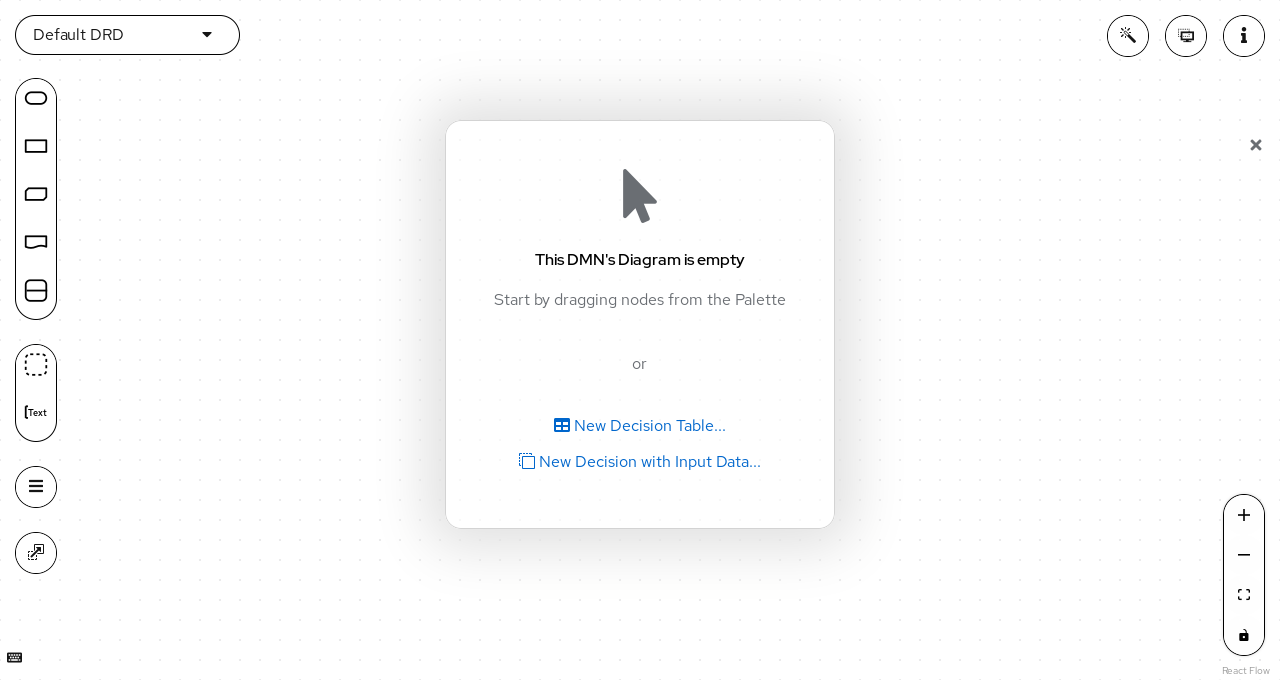 Default DRD
This DMN's Diagram is empty
Start by dragging nodes from the Palette
or
New Decision Table...
New Decision with Input Data...
Text
React Flow